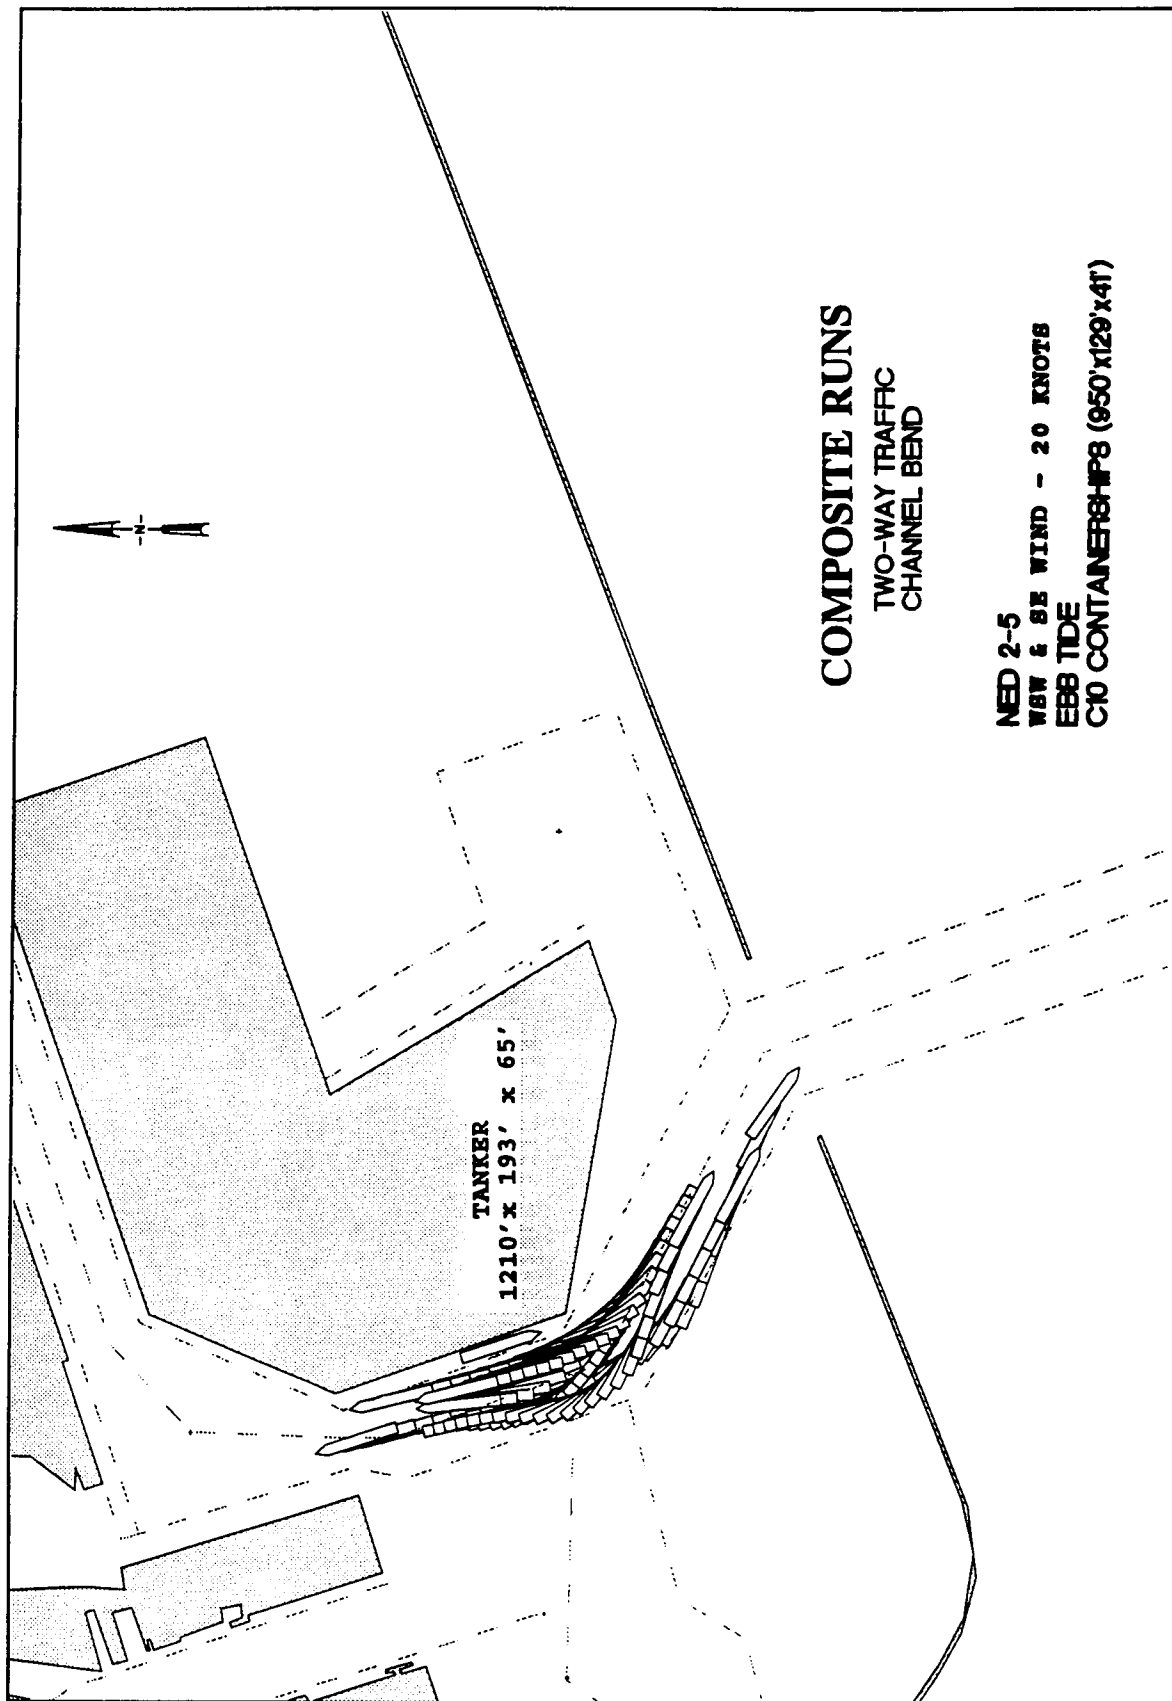 -N-
TANKER
1210'x 193' x 65'
COMPOSITE RUNS
TWO-WAY TRAFFIC
CHANNEL BEND
NED 2-5
WSW & SE WIND - 20 KNOTS
EBB TIDE
C10 CONTAINERSHIPS (950'x129'x41')